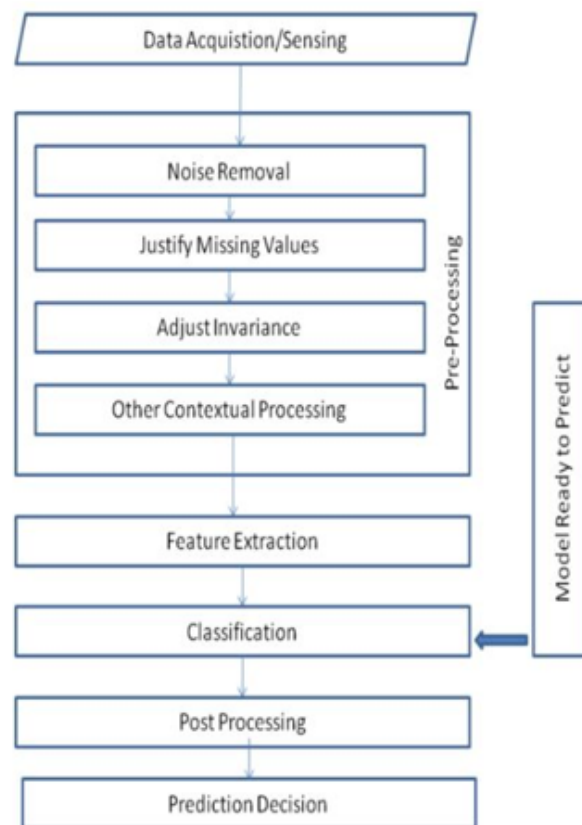 Data Acquistion/Sensing
Noise Removal
Justify Missing Values
Adjust Invariance
Other Contextual Processing
Pre-Processing
Feature Extraction
Classification
Model Ready to Predict
Post Processing
Prediction Decision